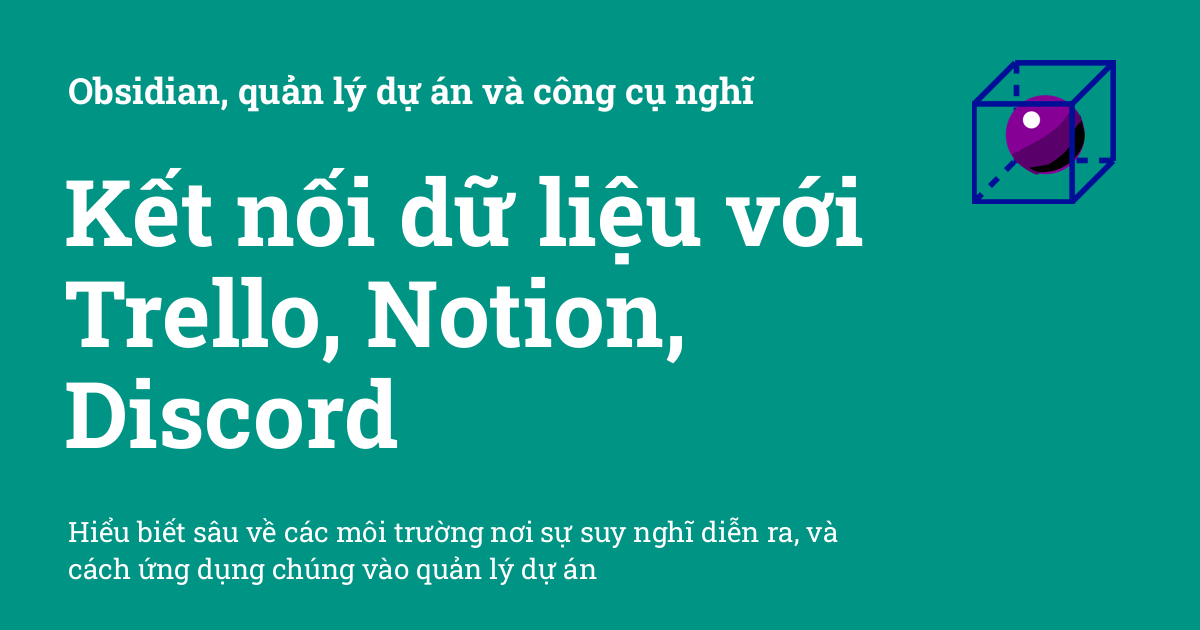 Obsidian, quản lý dự án và công cụ nghĩ
Kết nối dữ liệu với
Trello, Notion,
Discord
Hiểu biết sâu về các môi trường nơi sự suy nghĩ diễn ra, và
cách ứng dụng chúng vào quản lý dự án